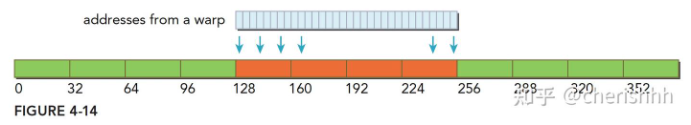 addresses from a warp
0 32 64 96 128 160 192 224 256 288 320 352
知乎 @cherishhh
FIGURE 4-14